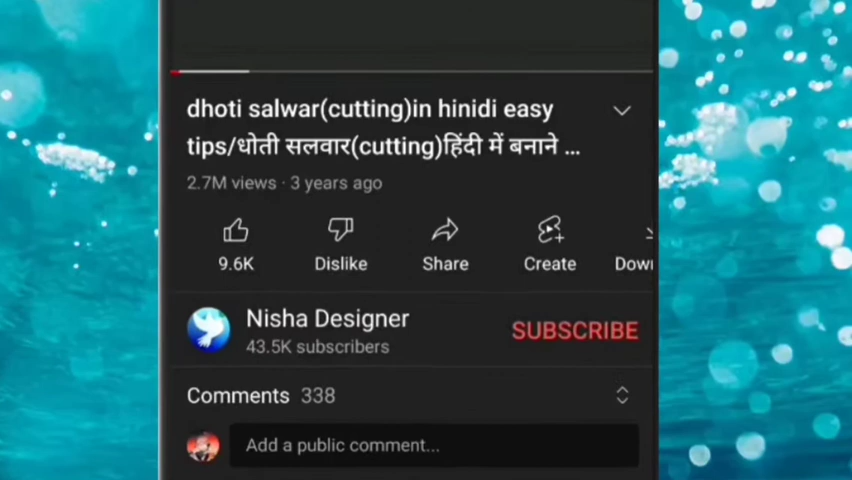 dhoti salwar(cutting)in hinidi easy
tips/धोती सलवार(cutting)हिंदी में बनाने ...
2.7M views · 3 years ago
9.6K
Dislike
Share
Create
Down
Nisha Designer
43.5K subscribers
SUBSCRIBE
Comments 338
Add a public comment...